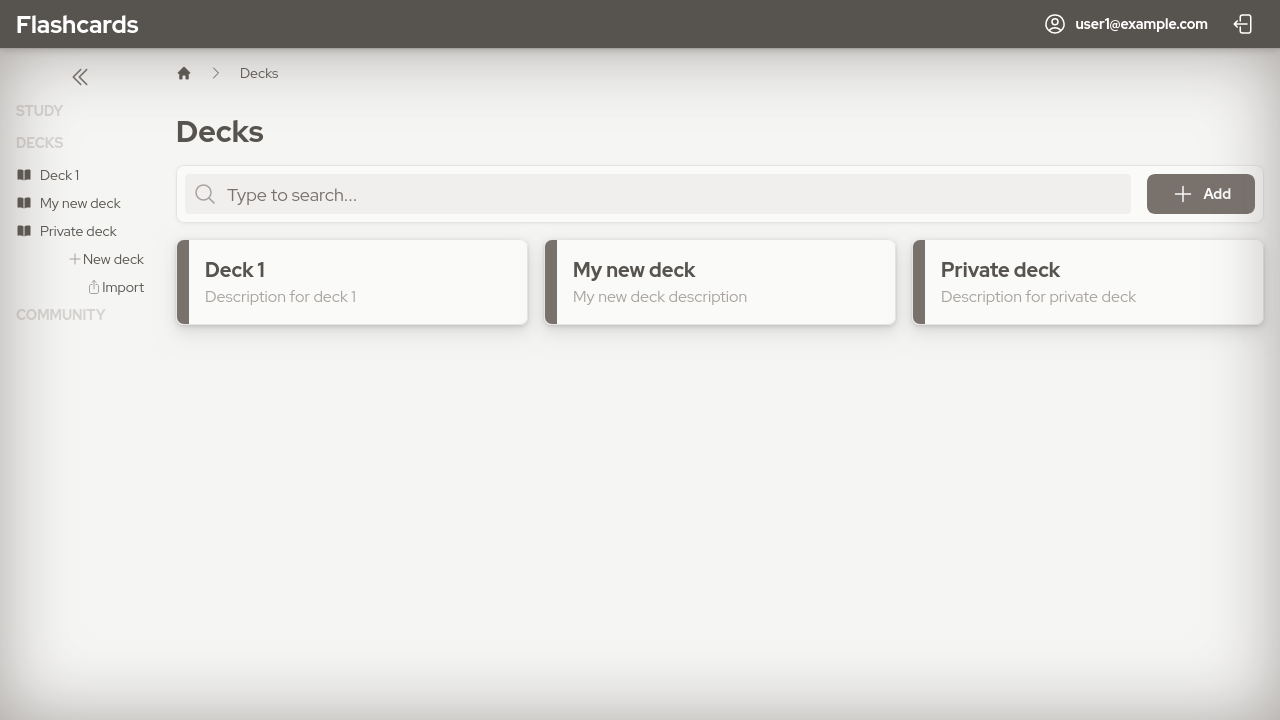 Flashcards
user1@example.com
STUDY
DECKS
Deck 1
My new deck
Private deck
New deck
Import
COMMUNITY
Decks
Decks
Type to search...
Add
Deck 1
Description for deck 1
My new deck
My new deck description
Private deck
Description for private deck